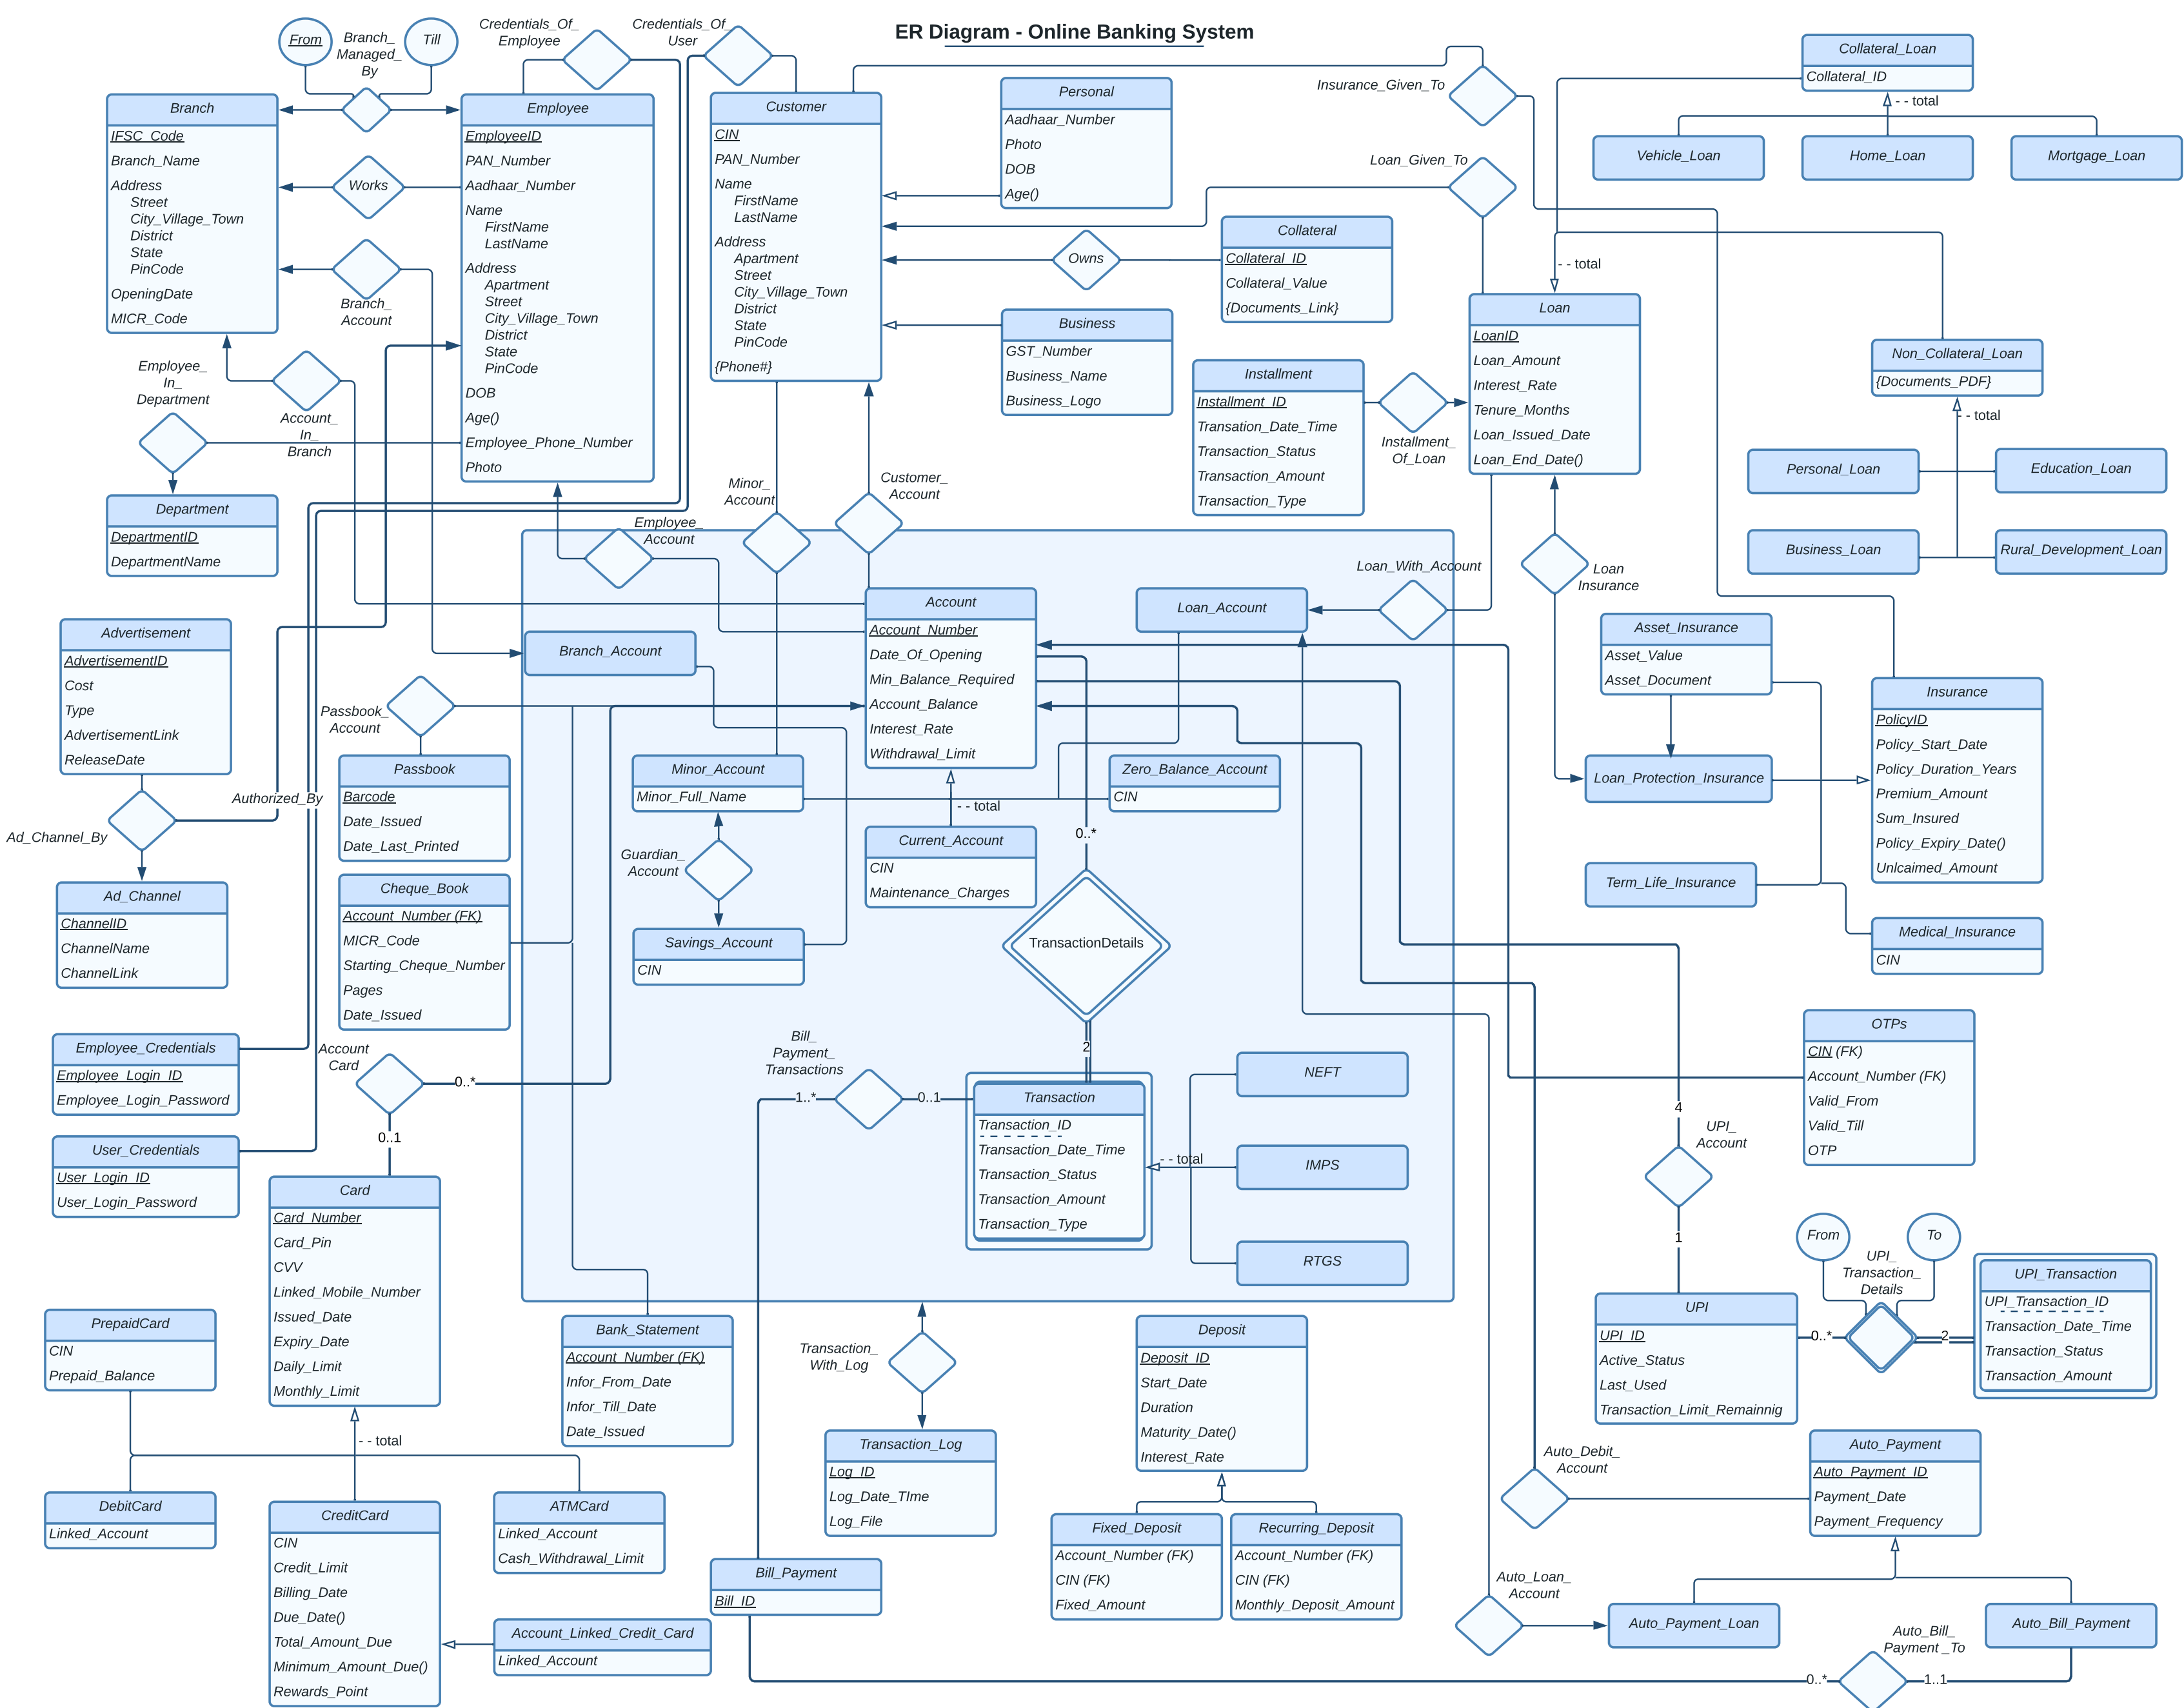 ER Diagram - Online Banking System
From
Branch_
Managed_
By
Till
Credentials_Of_
Employee
Credentials_Of_
User
Insurance_Given_To
Loan_Given_To
Branch
IFSC_Code
Branch_Name
Address
Street
City_Village_Town
District
State
PinCode
OpeningDate
MICR_Code
Works
Branch_
Account
Employee
EmployeeID
PAN_Number
Aadhaar_Number
Name
FirstName
LastName
Address
Apartment
Street
City_Village_Town
District
State
PinCode
DOB
Age()
Employee_Phone_Number
Photo
Customer
CIN
PAN_Number
Name
FirstName
LastName
Address
Apartment
Street
City_Village_Town
District
State
PinCode
{Phone#}
Personal
Aadhaar_Number
Photo
DOB
Age()
Owns
Collateral
Collateral_ID
Collateral_Value
{Documents_Link}
Business
GST_Number
Business_Name
Business_Logo
Collateral_Loan
Collateral_ID
- - total
Vehicle_Loan
Home_Loan
Mortgage_Loan
- - total
Loan
LoanID
Loan_Amount
Interest_Rate
Tenure_Months
Loan_Issued_Date
Loan_End_Date()
Non_Collateral_Loan
{Documents_PDF}
- - total
Personal_Loan
Education_Loan
Business_Loan
Rural_Development_Loan
Installment
Installment_ID
Transation_Date_Time
Transaction_Status
Transaction_Amount
Transaction_Type
Installment_
Of_Loan
Employee_
In_
Department
Account_
In_
Branch
Department
DepartmentID
DepartmentName
Minor_
Account
Customer_
Account
Employee_
Account
Loan_With_Account
Loan
Insurance
Advertisement
AdvertisementID
Cost
Type
AdvertisementLink
ReleaseDate
Authorized_By
Ad_Channel_By
Ad_Channel
ChannelID
ChannelName
ChannelLink
Branch_Account
Passbook_
Account
Passbook
Barcode
Date_Issued
Date_Last_Printed
Cheque_Book
Account_Number (FK)
MICR_Code
Starting_Cheque_Number
Pages
Date_Issued
Account
Account_Number
Date_Of_Opening
Min_Balance_Required
Account_Balance
Interest_Rate
Withdrawal_Limit
Loan_Account
Minor_Account
Minor_Full_Name
Zero_Balance_Account
CIN
- - total
Current_Account
CIN
Maintenance_Charges
Guardian_
Account
Savings_Account
CIN
0..*
TransactionDetails
2
Asset_Insurance
Asset_Value
Asset_Document
Loan_Protection_Insurance
Term_Life_Insurance
Insurance
PolicyID
Policy_Start_Date
Policy_Duration_Years
Premium_Amount
Sum_Insured
Policy_Expiry_Date()
Unlcaimed_Amount
Medical_Insurance
CIN
Employee_Credentials
Employee_Login_ID
Employee_Login_Password
User_Credentials
User_Login_ID
User_Login_Password
Account
Card
0..*
0..1
Bill_
Payment_
Transactions
1..*
0..1
Transaction
Transaction_ID
Transaction_Date_Time
Transaction_Status
Transaction_Amount
Transaction_Type
- - total
NEFT
IMPS
RTGS
OTPs
CIN (FK)
Account_Number (FK)
Valid_From
Valid_Till
OTP
4
UPI_
Account
1
From
To
UPI_
Transaction_
Details
UPI
UPI_ID
Active_Status
Last_Used
Transaction_Limit_Remainnig
0..*
2
UPI_Transaction
UPI_Transaction_ID
Transaction_Date_Time
Transaction_Status
Transaction_Amount
Card
Card_Number
Card_Pin
CVV
Linked_Mobile_Number
Issued_Date
Expiry_Date
Daily_Limit
Monthly_Limit
- - total
PrepaidCard
CIN
Prepaid_Balance
DebitCard
Linked_Account
CreditCard
CIN
Credit_Limit
Billing_Date
Due_Date()
Total_Amount_Due
Minimum_Amount_Due()
Rewards_Point
ATMCard
Linked_Account
Cash_Withdrawal_Limit
Account_Linked_Credit_Card
Linked_Account
Bank_Statement
Account_Number (FK)
Infor_From_Date
Infor_Till_Date
Date_Issued
Transaction_
With_Log
Transaction_Log
Log_ID
Log_Date_TIme
Log_File
Bill_Payment
Bill_ID
Deposit
Deposit_ID
Start_Date
Duration
Maturity_Date()
Interest_Rate
Fixed_Deposit
Account_Number (FK)
CIN (FK)
Fixed_Amount
Recurring_Deposit
Account_Number (FK)
CIN (FK)
Monthly_Deposit_Amount
Auto_Debit_
Account
Auto_Payment
Auto_Payment_ID
Payment_Date
Payment_Frequency
Auto_Loan_
Account
Auto_Payment_Loan
Auto_Bill_Payment
Auto_Bill_
Payment _To
0..*
1..1